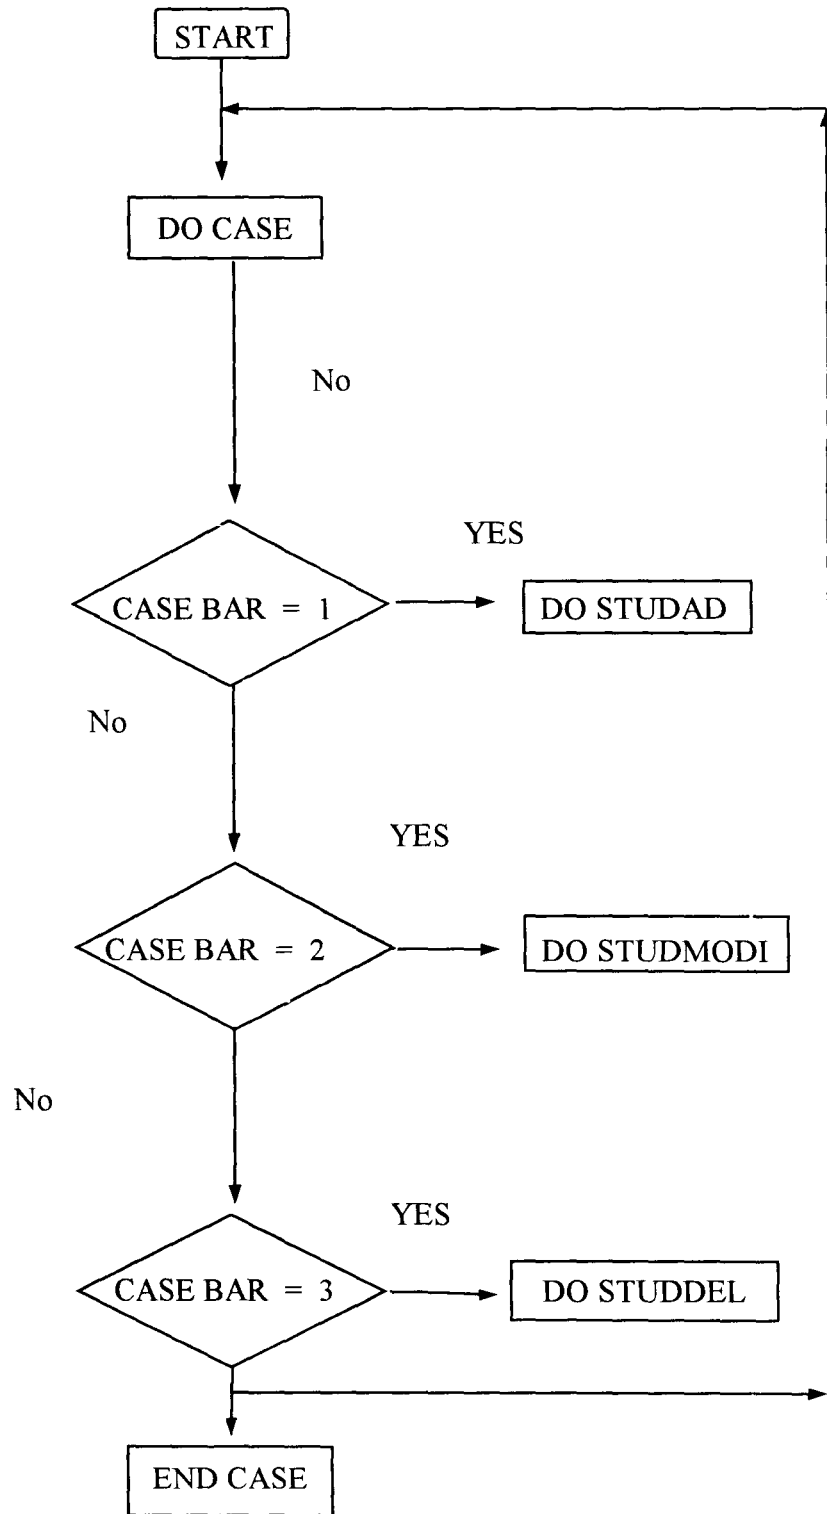 START
DO CASE
No
YES
CASE BAR = 1
DO STUDAD
No
YES
CASE BAR = 2
DO STUDMODI
No
YES
CASE BAR = 3
DO STUDDEL
END CASE